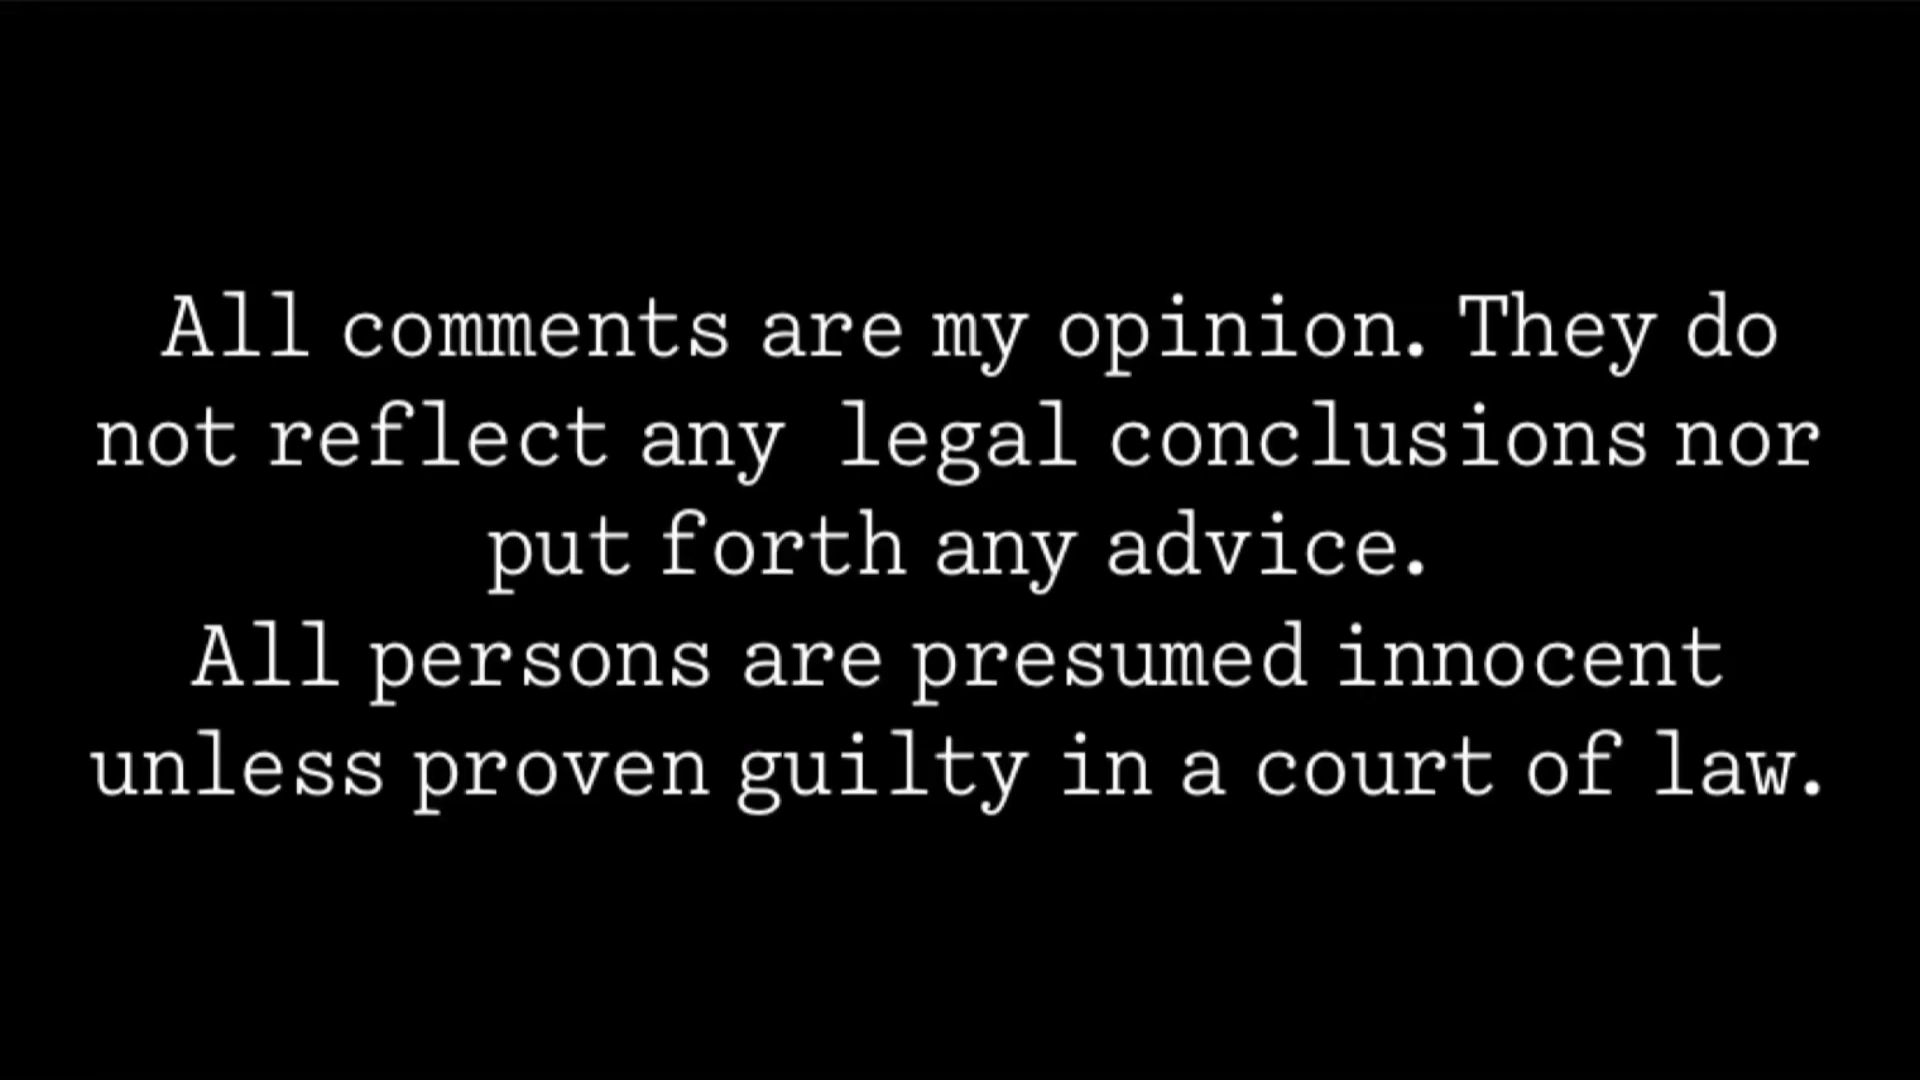 All comments are my opinion. They do
not reflect any  legal conclusions nor
put forth any advice.
All persons are presumed innocent
unless proven guilty in a court of law.